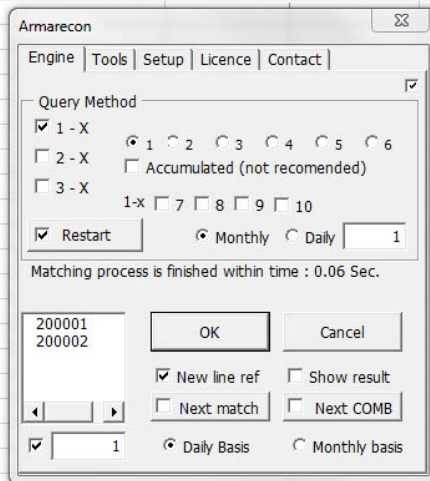 Armarecon
Engine Tools Setup Licence Contact
Query Method
1 - X
1 2 3 4 5 6
2 - X
Accumulated (not recomended)
3 - X
1-x 7 8 9 10
Restart Monthly Daily 1
Matching process is finished within time : 0.06 Sec.
200001
200002
OK Cancel
New line ref Show result
Next match Next COMB
1 Daily Basis Monthly basis